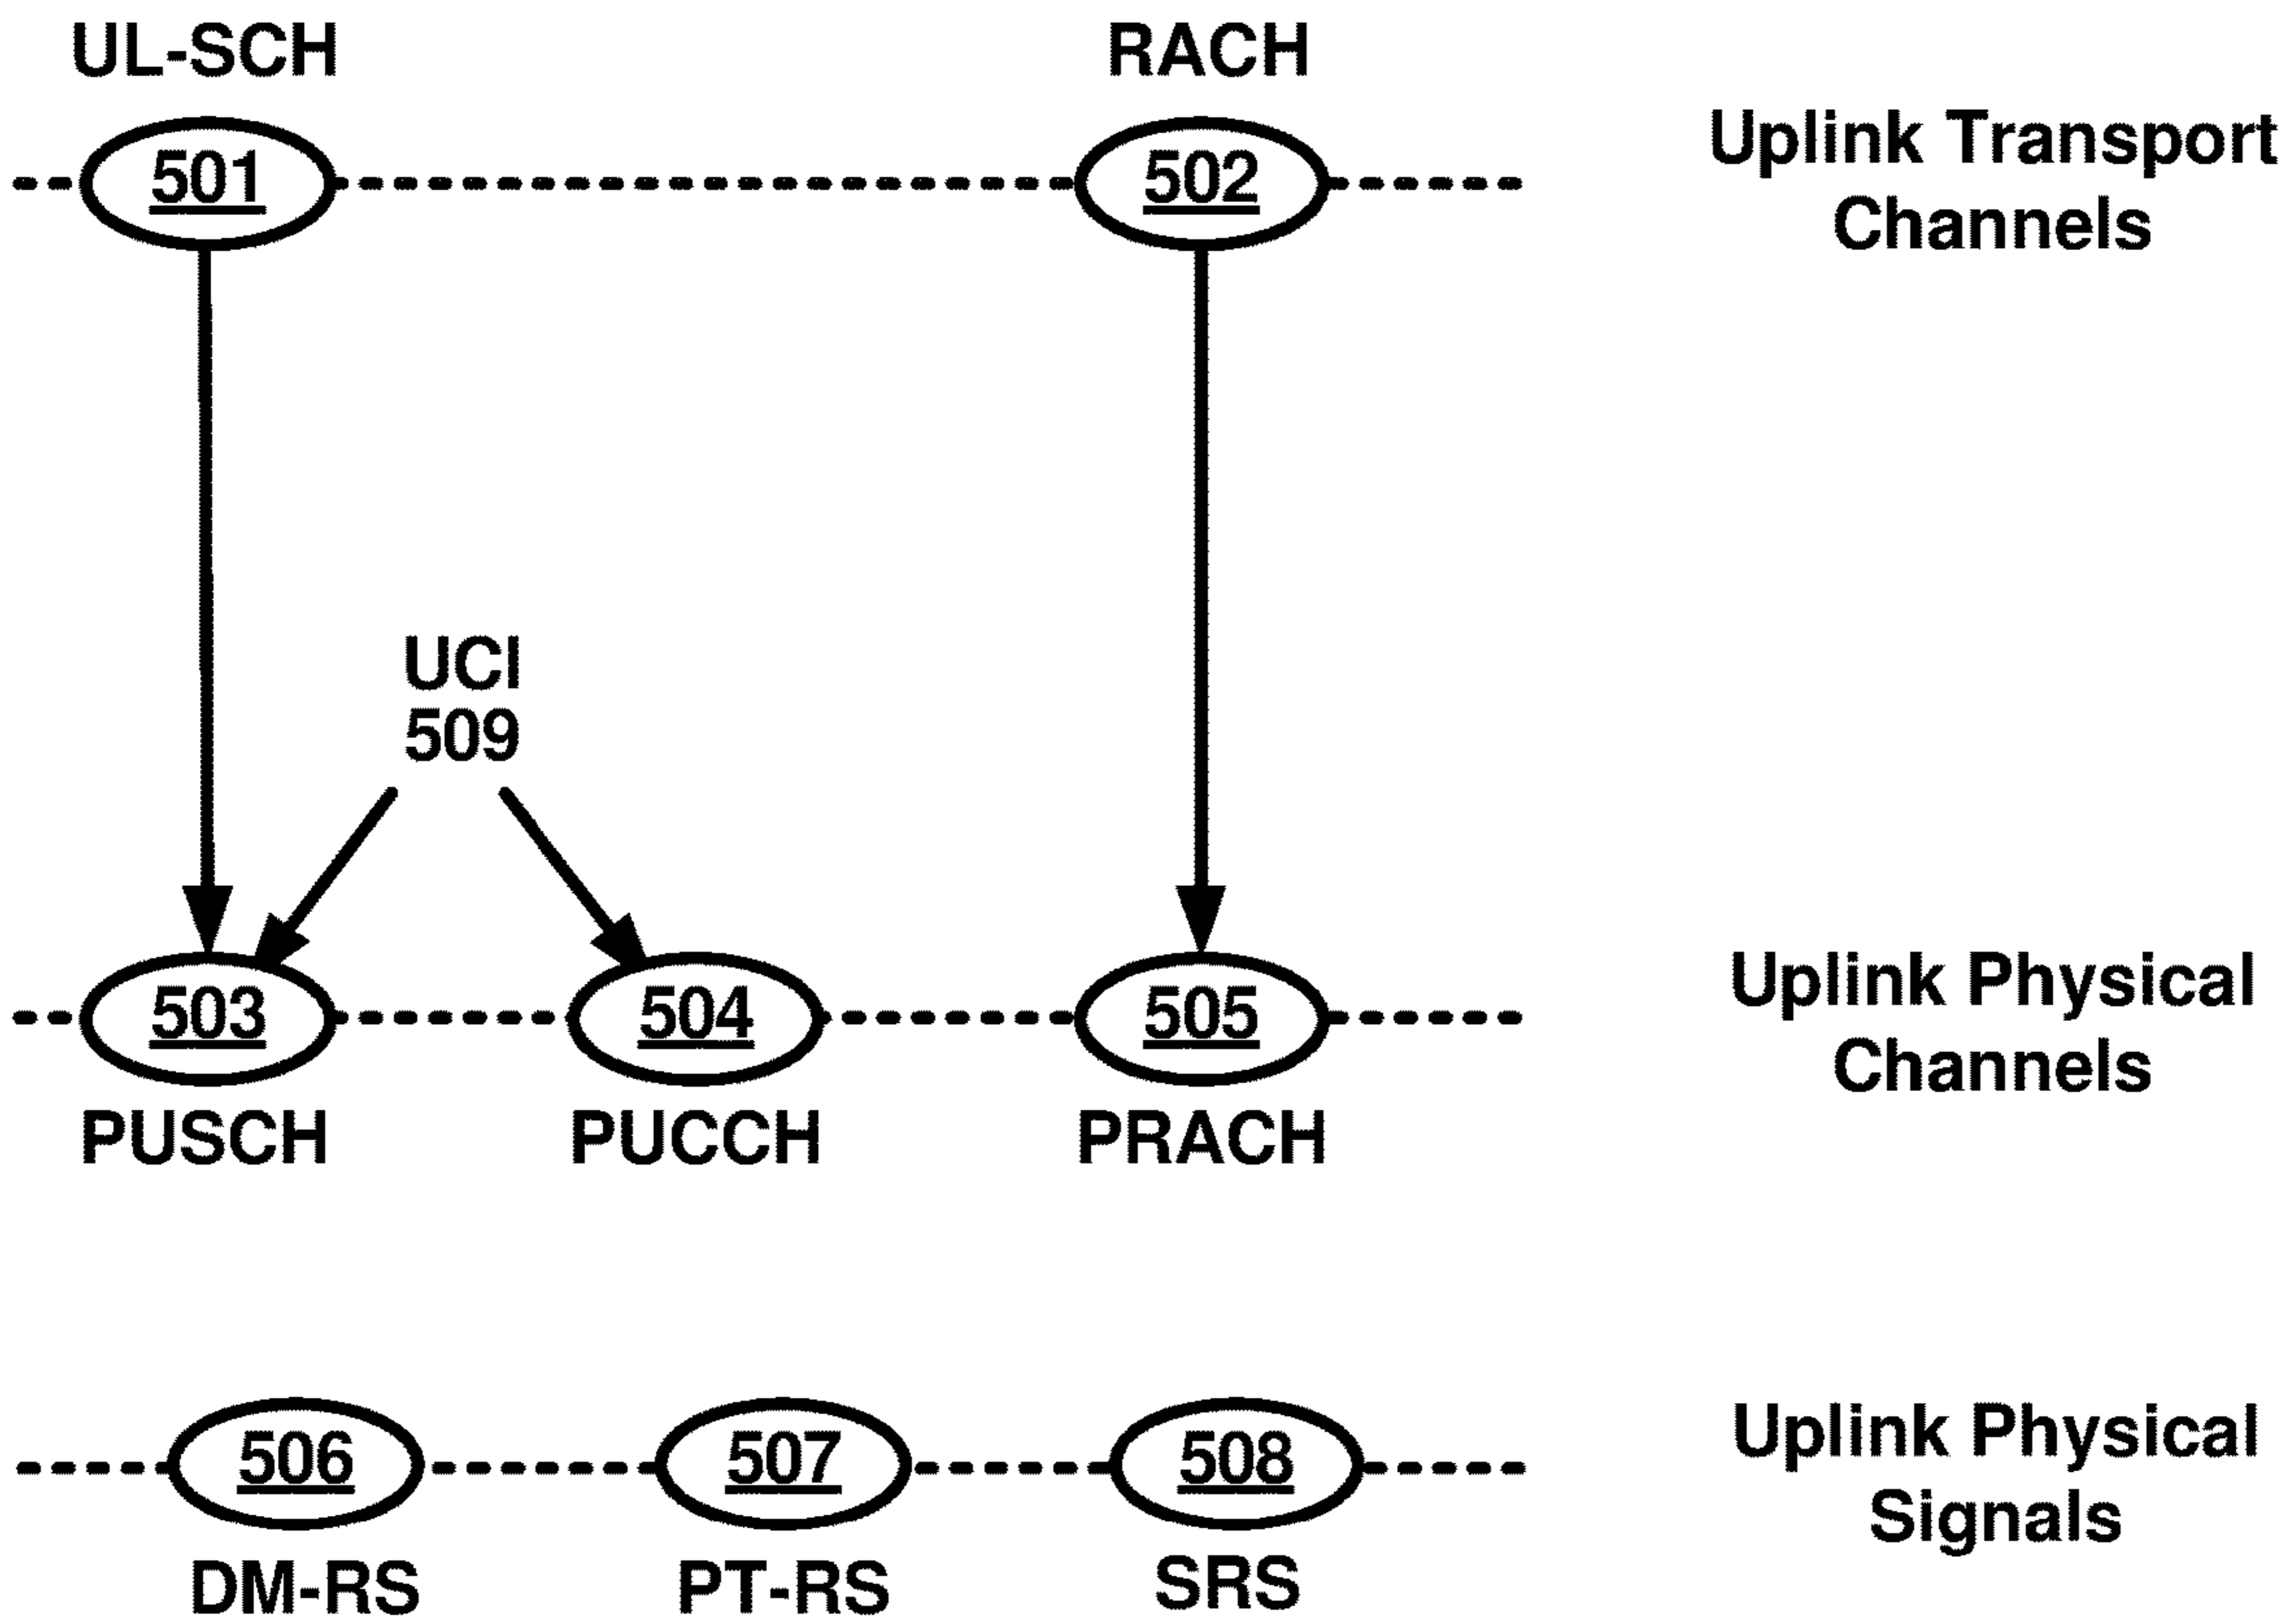 UL-SCH
RACH
501
502
Uplink Transport
Channels
UCI
509
503
504
505
Uplink Physical
Channels
PUSCH
PUCCH
PRACH
506
507
508
Uplink Physical
Signals
DM-RS
PT-RS
SRS